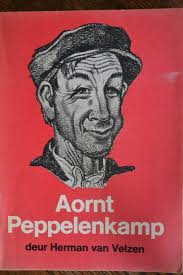 Aornt
Peppelenkamp
deur Herman van Velzen